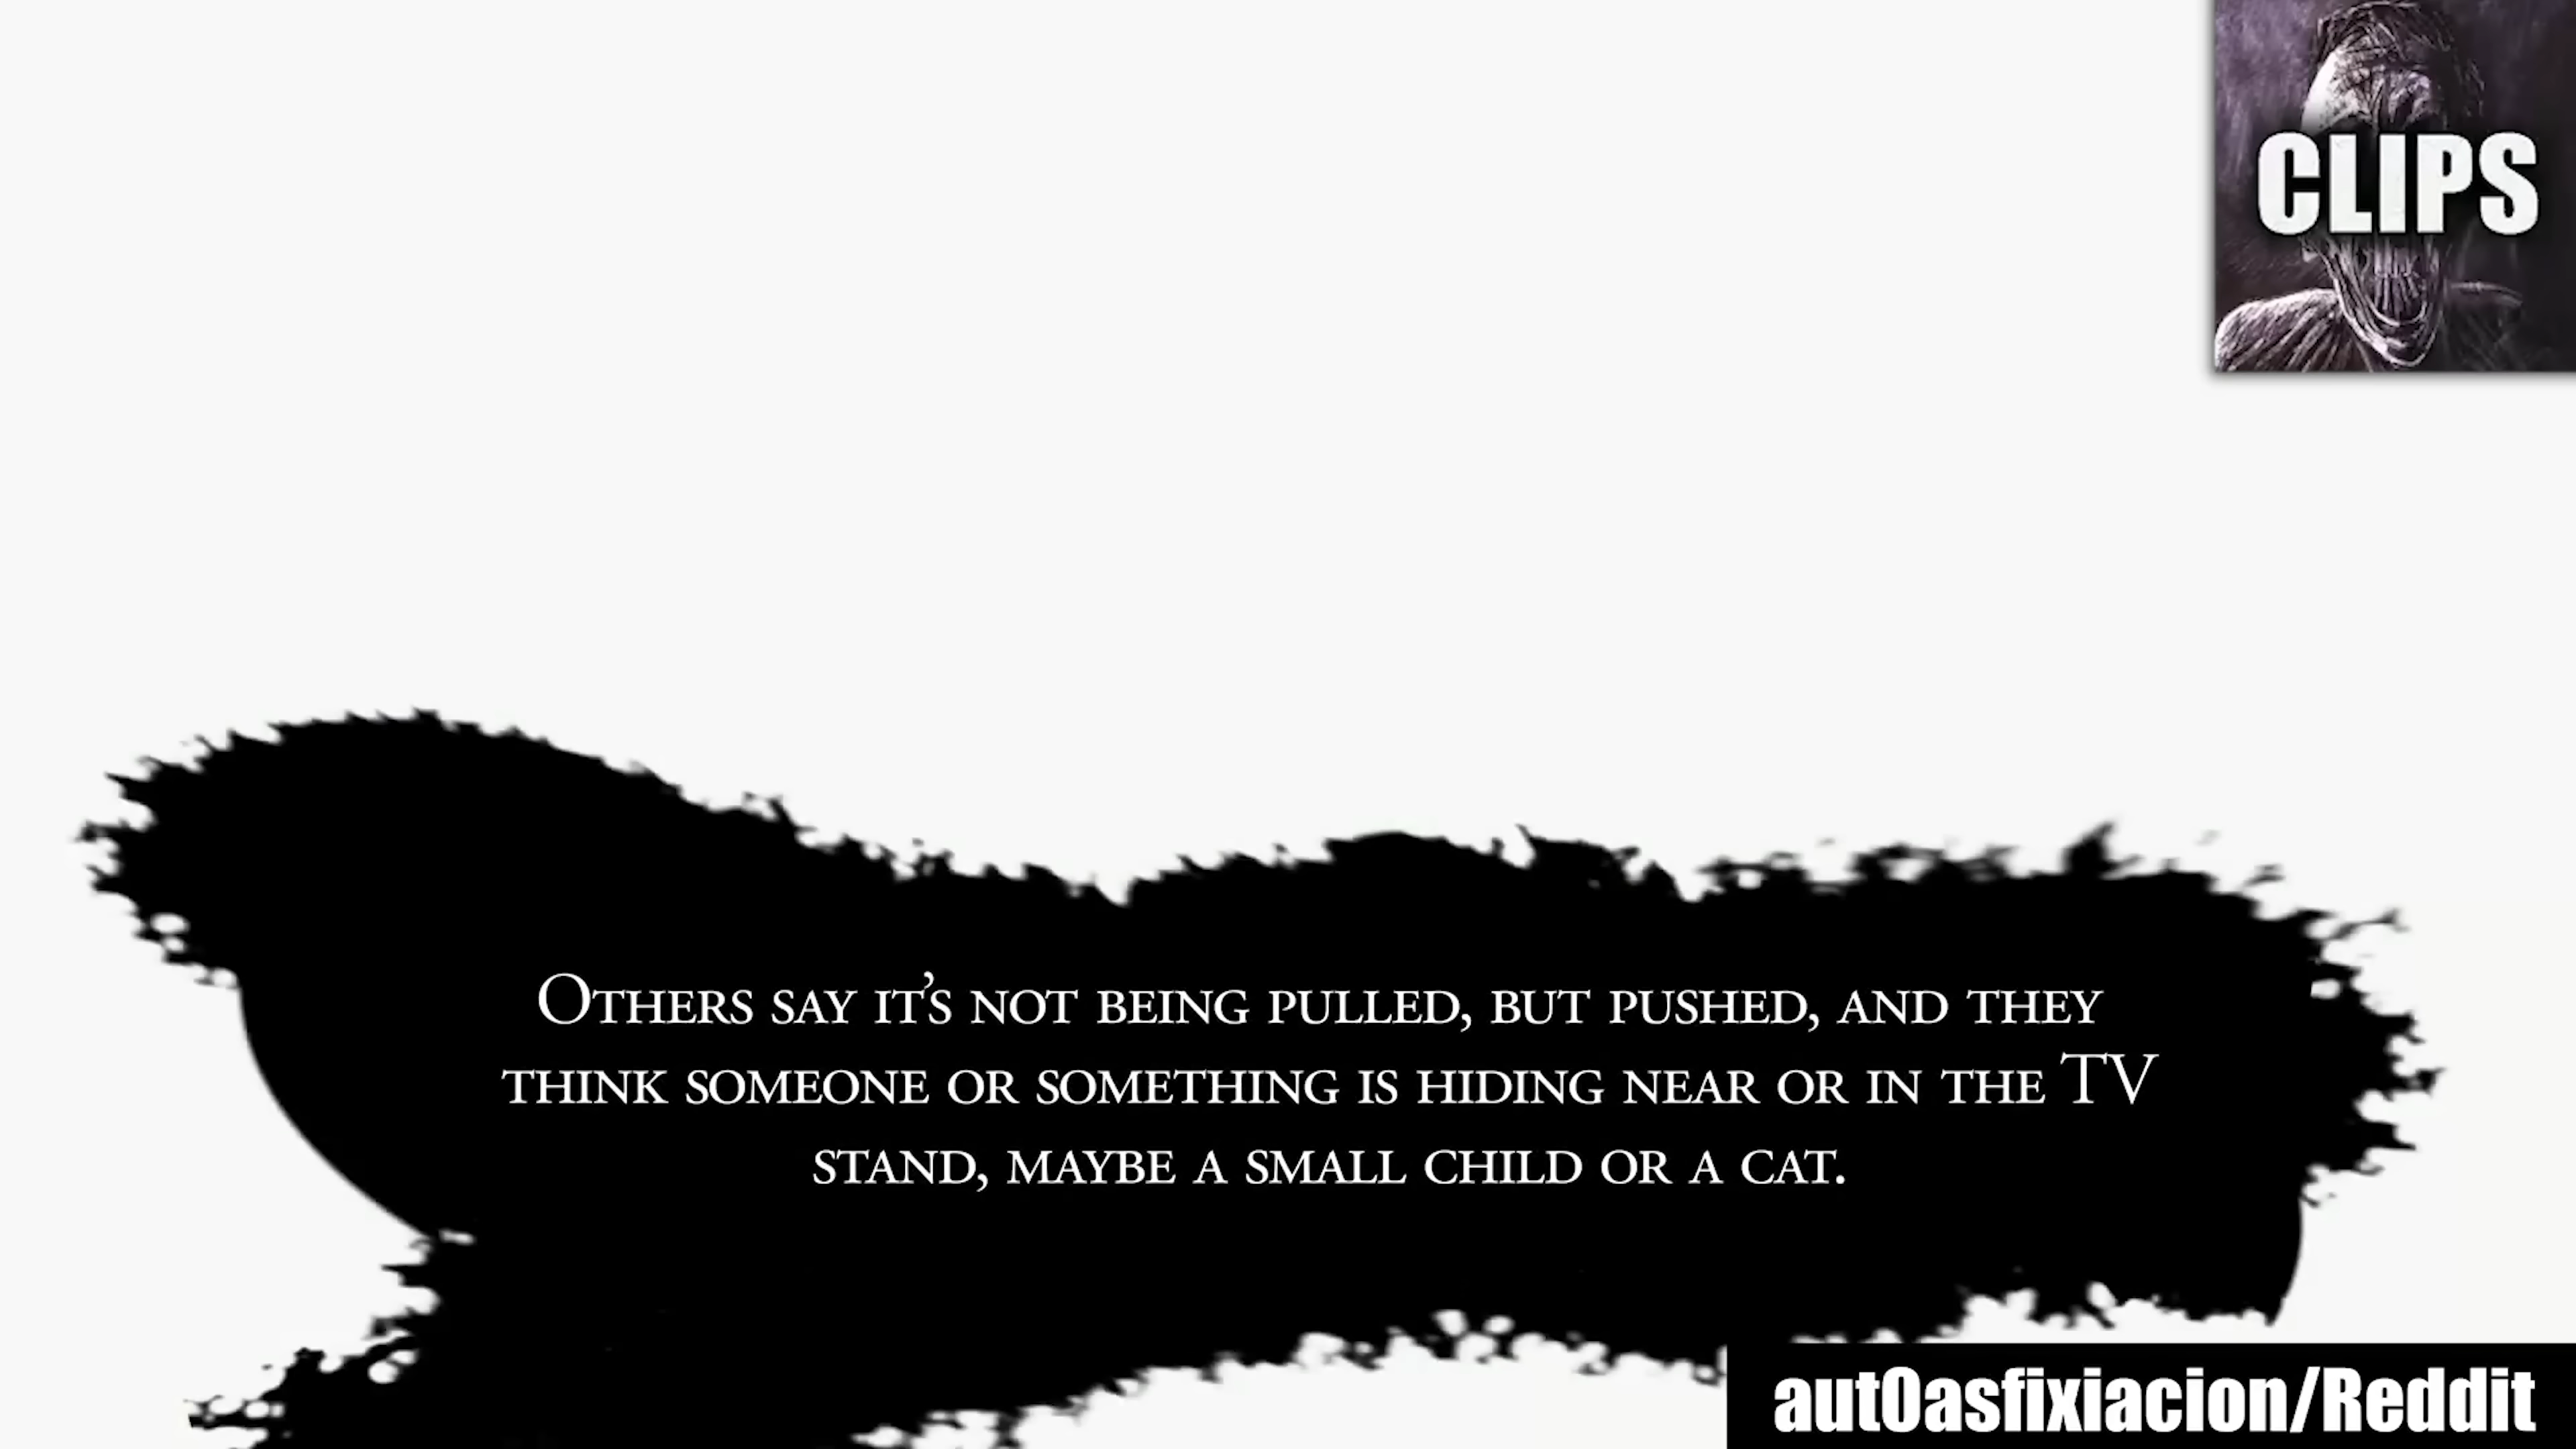 CLIPS
Others say it's not being pulled, but pushed, and they
think someone or something is hiding near or in the TV
stand, maybe a small child or a cat.
aut0asfixiacion/Reddit